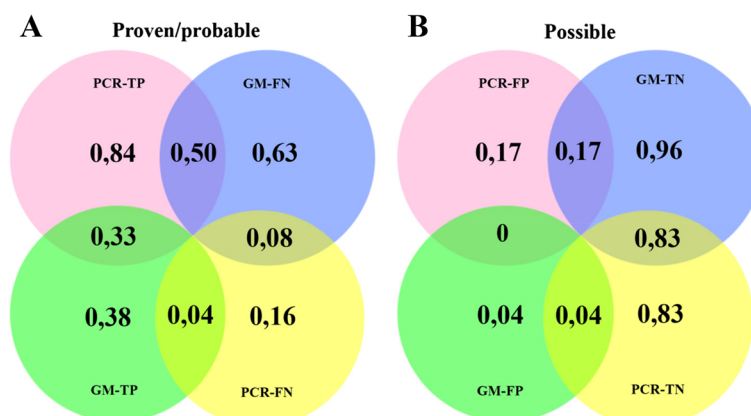 A
Proven/probable
PCR-TP
GM-FN
0,84
0,50
0,63
0,33
0,08
0,38
0,04
0,16
GM-TP
PCR-FN
B
Possible
PCR-FP
GM-TN
0,17
0,17
0,96
0
0,83
0,04
0,04
0,83
GM-FP
PCR-TN